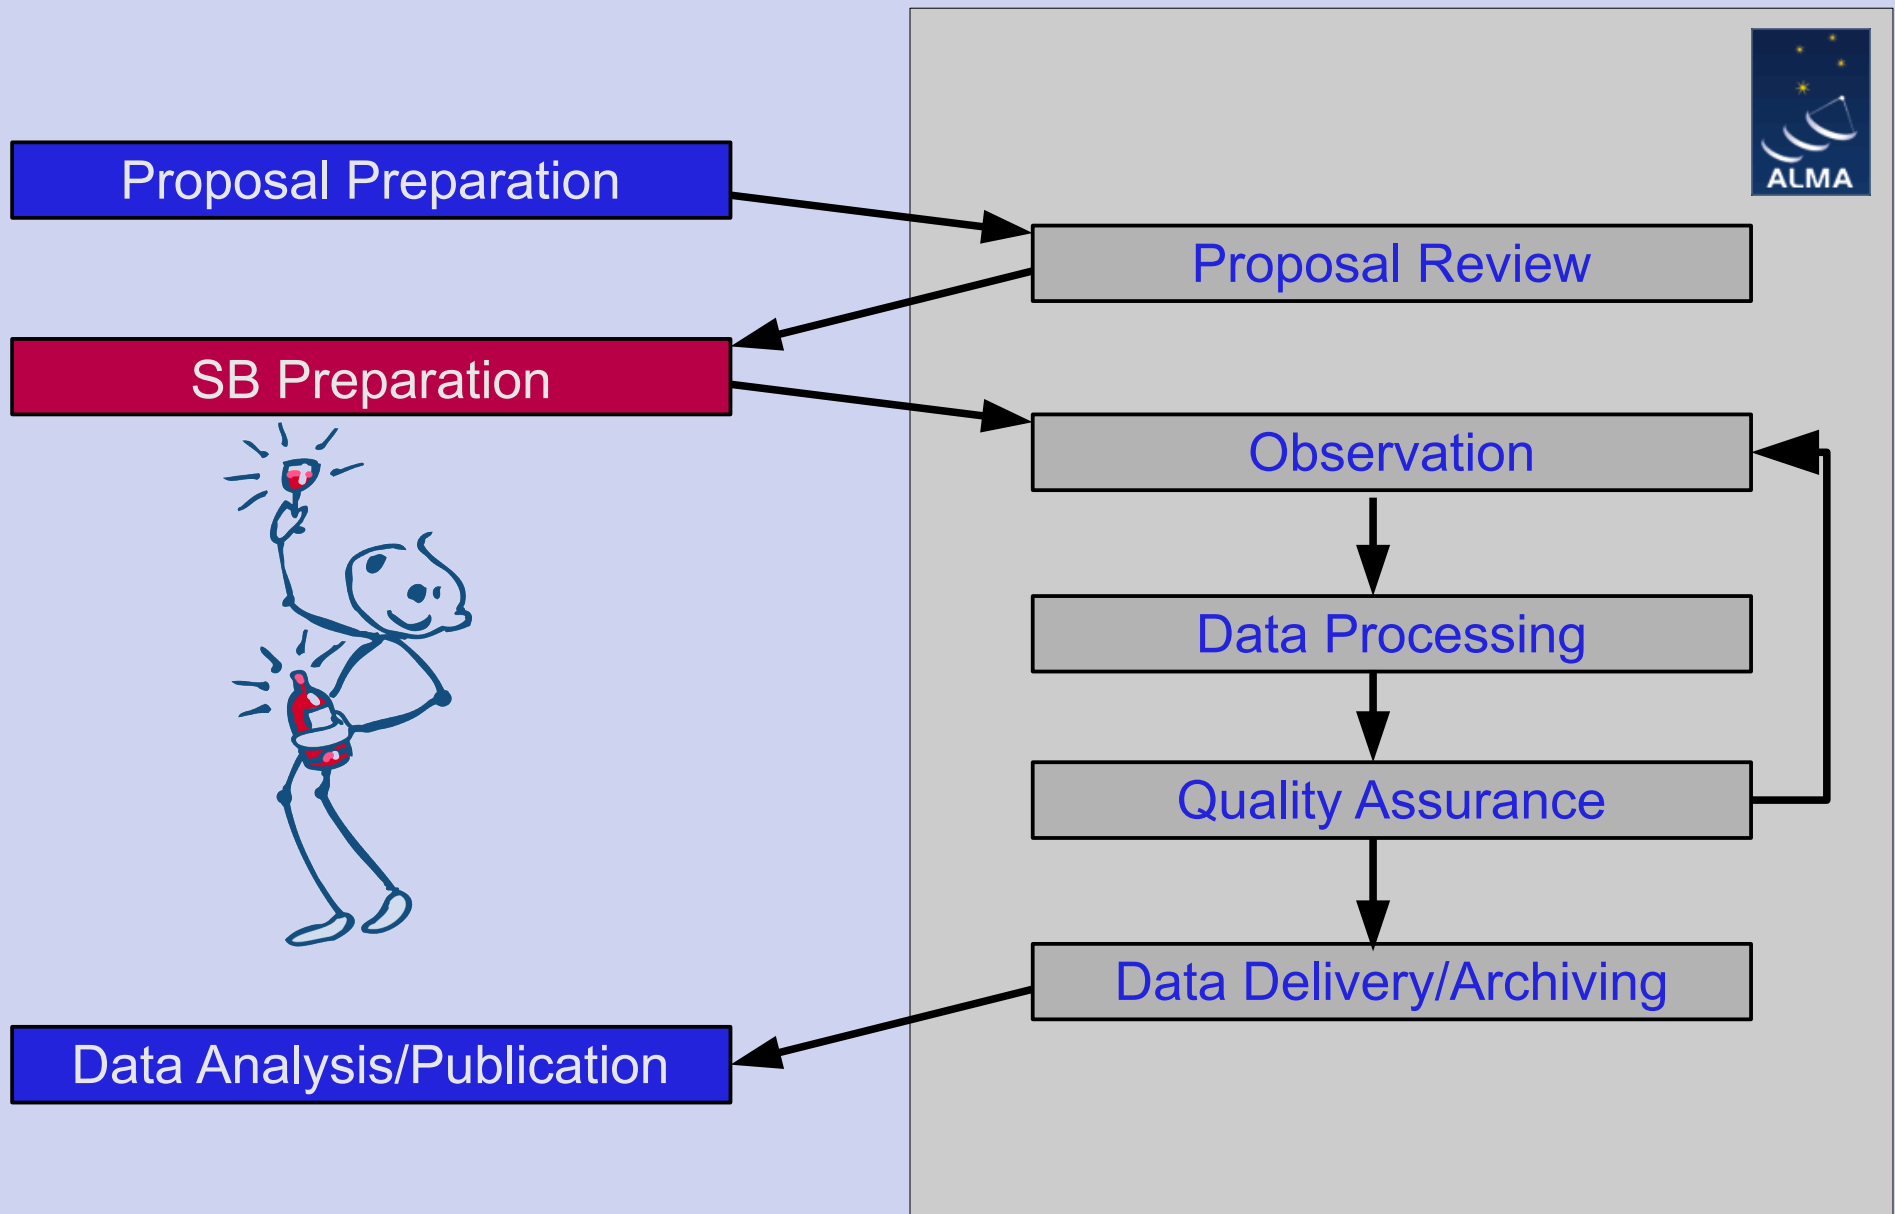 ALMA
Proposal Preparation
Proposal Review
SB Preparation
Observation
Data Processing
Quality Assurance
Data Delivery/Archiving
Data Analysis/Publication